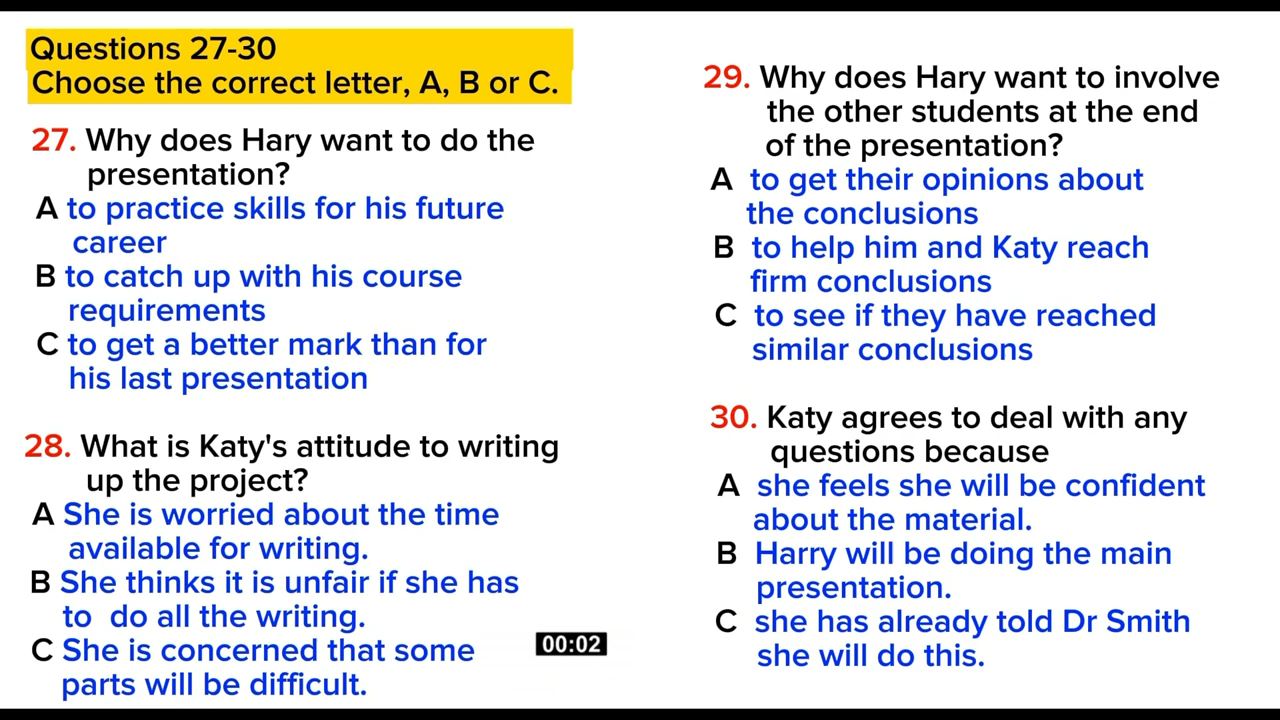 Questions 27-30
Choose the correct letter, A, B or C.
27. Why does Hary want to do the
presentation?
A to practice skills for his future
career
B to catch up with his course
requirements
C to get a better mark than for
his last presentation
28. What is Katy's attitude to writing
up the project?
A She is worried about the time
available for writing.
B She thinks it is unfair if she has
to do all the writing.
C She is concerned that some
parts will be difficult.
00:02
29. Why does Hary want to involve
the other students at the end
of the presentation?
A to get their opinions about
the conclusions
B to help him and Katy reach
firm conclusions
C to see if they have reached
similar conclusions
30. Katy agrees to deal with any
questions because
A she feels she will be confident
about the material.
B Harry will be doing the main
presentation.
C she has already told Dr Smith
she will do this.